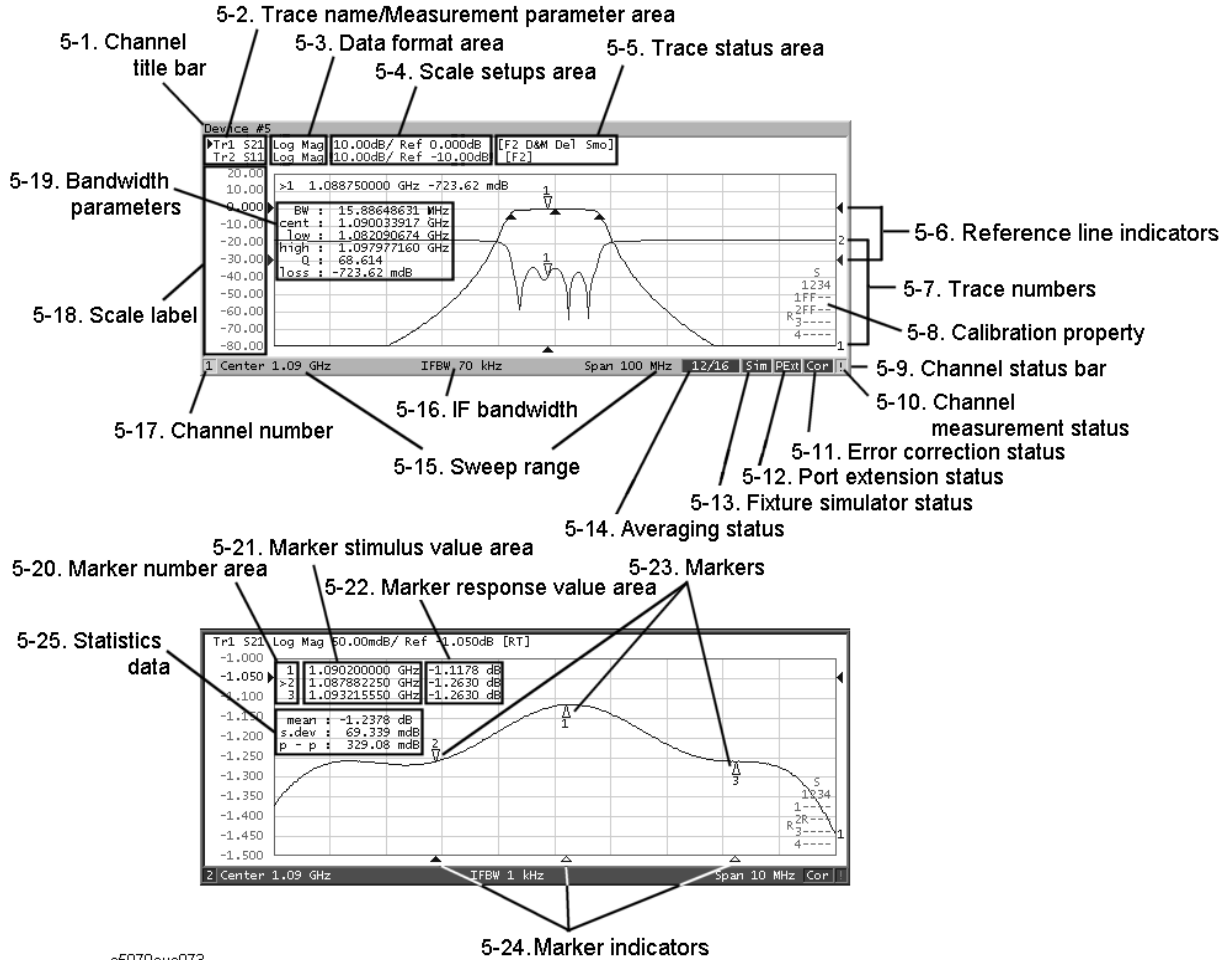 5-2. Trace name/Measurement parameter area
5-1. Channel
title bar
5-3. Data format area
5-5. Trace status area
5-4. Scale setups area
Device #5
Tr1 S21 Log Mag 10.00dB/ Ref 0.000dB [F2 D&M Del Smo]
Tr2 S11 Log Mag 10.00dB/ Ref -10.00dB [F2]
5-19. Bandwidth
parameters
20.00
10.00
0.000
-10.00
-20.00
-30.00
-40.00
-50.00
-60.00
-70.00
-80.00
>1 1.088750000 GHz -723.62 mdB
BW : 15.88648631 MHz
cent : 1.090033917 GHz
low : 1.082090674 GHz
high : 1.097977160 GHz
Q : 68.614
loss : -723.62 mdB
1
1
2
1
S
1234
1FF--
2FF--
R
3----
4----
5-6. Reference line indicators
5-7. Trace numbers
5-8. Calibration property
5-18. Scale label
1 Center 1.09 GHz IFBW 70 kHz Span 100 MHz 12/16 Sim PExt Cor !
5-9. Channel status bar
5-10. Channel
measurement status
5-16. IF bandwidth
5-17. Channel number
5-11. Error correction status
5-15. Sweep range
5-12. Port extension status
5-13. Fixture simulator status
5-14. Averaging status
5-21. Marker stimulus value area
5-20. Marker number area
5-23. Markers
5-22. Marker response value area
5-25. Statistics
data
Tr1 S21 Log Mag 50.00mdB/ Ref -1.050dB [RT]
-1.000
-1.050
-1.100
-1.150
-1.200
-1.250
-1.300
-1.350
-1.400
-1.450
-1.500
1 1.090200000 GHz -1.1178 dB
>2 1.087882250 GHz -1.2630 dB
3 1.093215550 GHz -1.2630 dB
mean : -1.2378 dB
s.dev : 69.339 mdB
p - p : 329.08 mdB
2
1
3
S
1234
1----
2R---
R
3----
4----
1
2 Center 1.09 GHz IFBW 1 kHz Span 10 MHz Cor !
5-24.Marker indicators